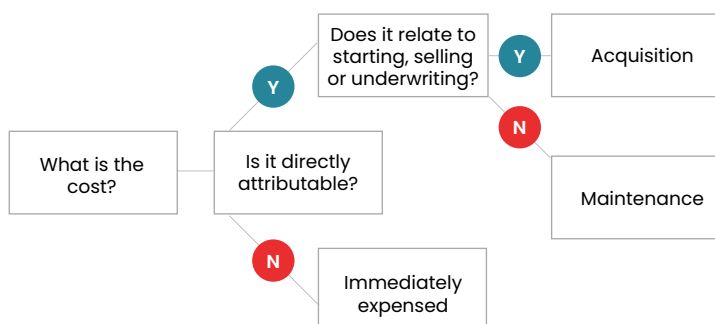 Does it relate to
starting, selling
or underwriting?
Y
Acquisition
Y
N
What is the
cost?
Is it directly
attributable?
Maintenance
N
Immediately
expensed